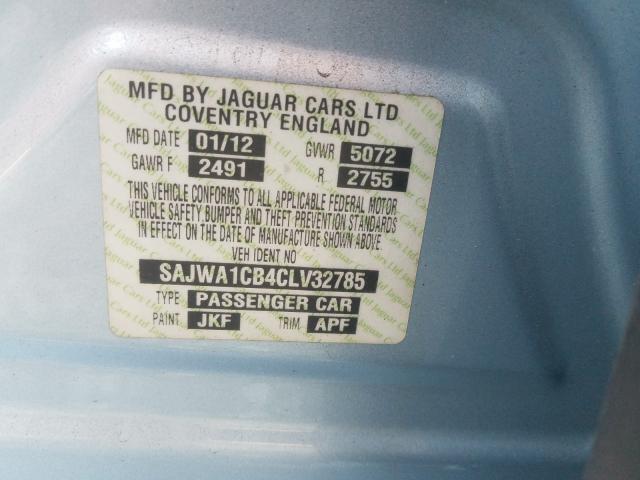 MFD BY JAGUAR CARS LTD
COVENTRY ENGLAND
MFD DATE 01/12 GVWR 5072
GAWR F 2491 R 2755
THIS VEHICLE CONFORMS TO ALL APPLICABLE FEDERAL MOTOR
VEHICLE SAFETY, BUMPER AND THEFT PREVENTION STANDARDS
IN EFFECT ON THE DATE OF MANUFACTURE SHOWN ABOVE
VEH IDENT NO
SAJWA1CB4CLV32785
TYPE PASSENGER CAR
PAINT JKF TRIM APF